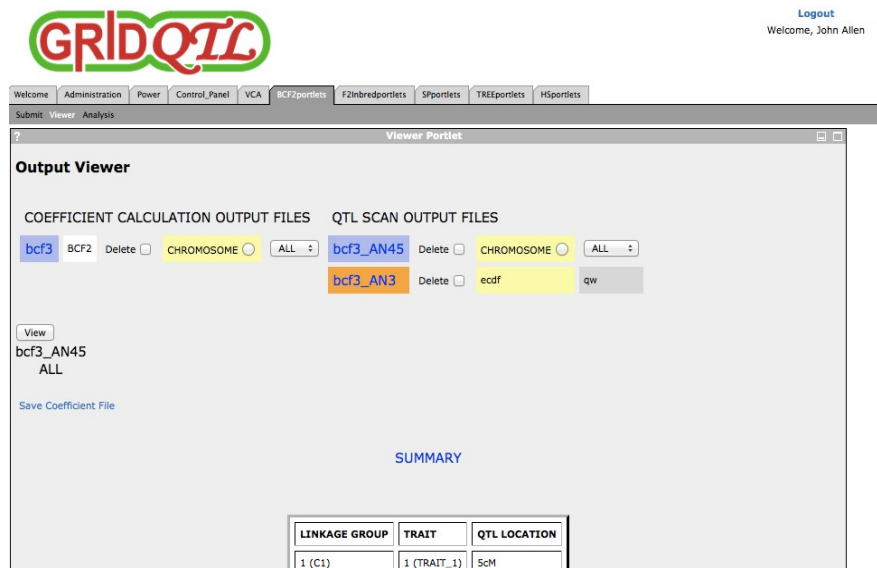 GRIDQTL
Logout
Welcome, John Allen
Welcome Administration Power Control_Panel VCA BCF2portlets F2Inbredportlets SPportlets TREEportlets HSportlets
Submit Viewer Analysis
? Viewer Portlet
Output Viewer
COEFFICIENT CALCULATION OUTPUT FILES QTL SCAN OUTPUT FILES
bcf3 BCF2 Delete CHROMOSOME ALL bcf3_AN45 Delete CHROMOSOME ALL
bcf3_AN3 Delete ecdf qw
View
bcf3_AN45
ALL
Save Coefficient File
SUMMARY
LINKAGE GROUP TRAIT QTL LOCATION
1 (C1) 1 (TRAIT_1) 5cM